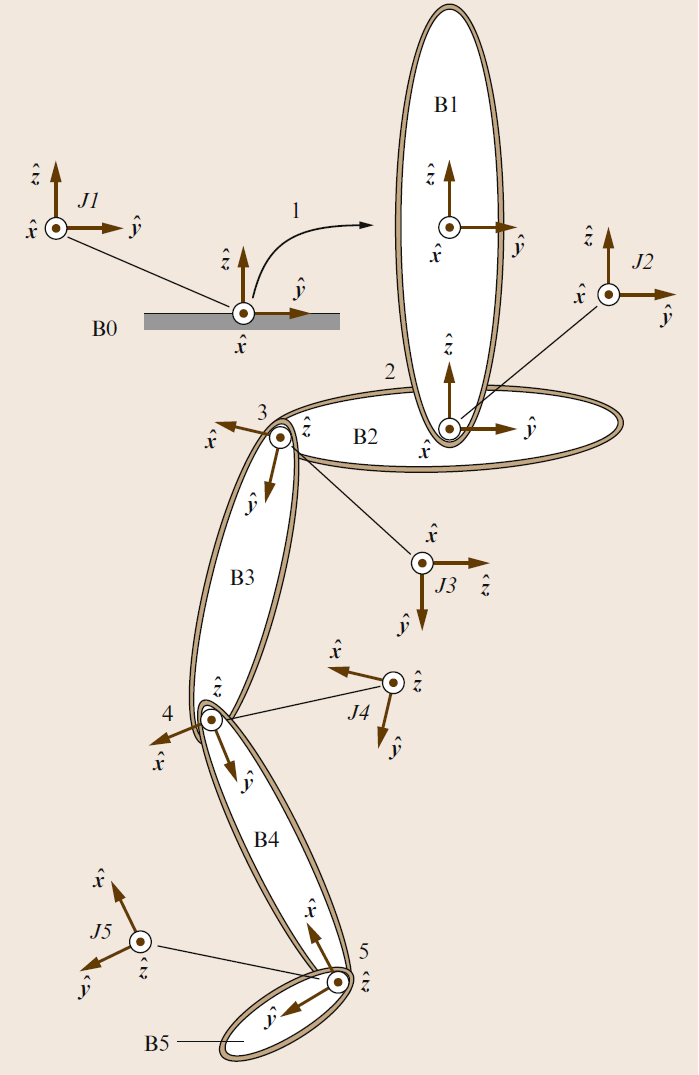 B1
ẑ
J1
x̂
ŷ
1
ẑ
x̂
ŷ
ẑ
ŷ
B0
x̂
ẑ
J2
x̂
ŷ
2
ẑ
3
x̂
ẑ
B2
x̂
ŷ
ŷ
x̂
B3
J3
ẑ
ŷ
x̂
ẑ
ẑ
4
J4
x̂
ŷ
ŷ
B4
x̂
x̂
J5
5
ẑ
ẑ
ŷ
ŷ
B5